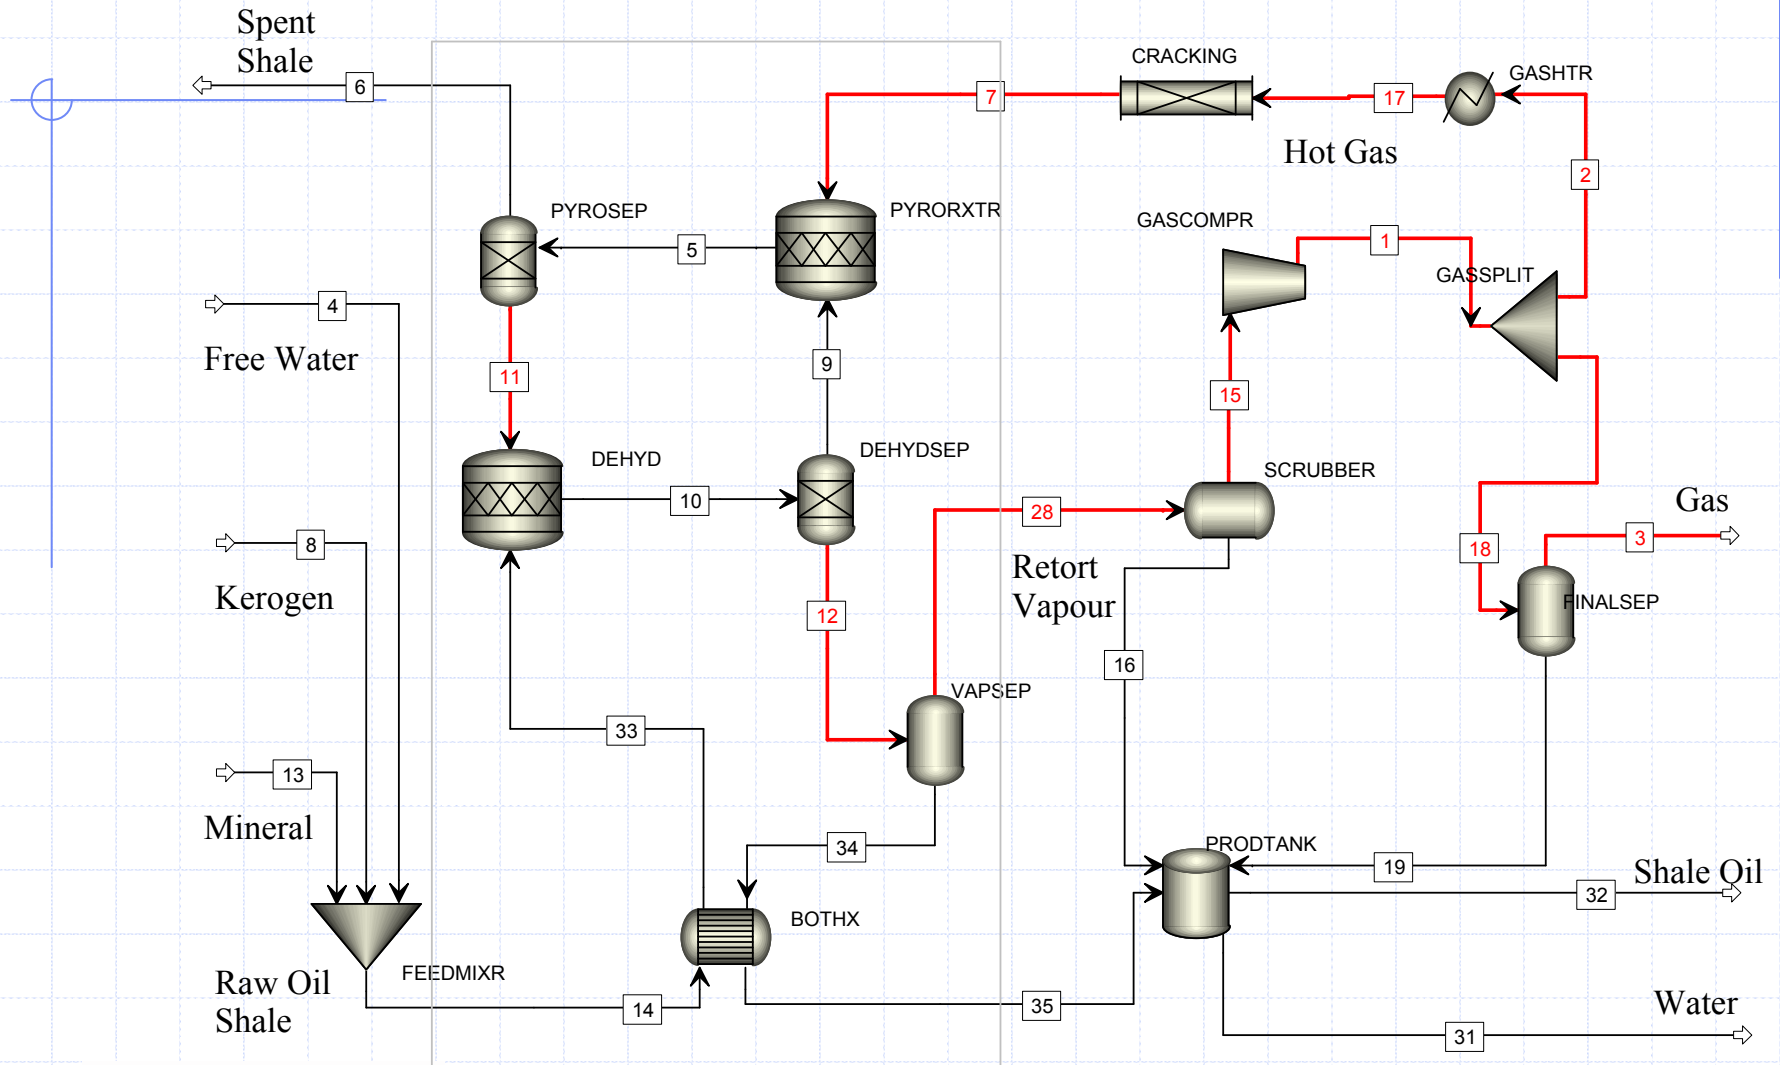 Spent
Shale
6
CRACKING
GASHTR
7
17
Hot Gas
2
PYROSEP
PYRORXTR
GASCOMPR
5
1
GASSPLIT
4
Free Water
9
11
15
DEHYD
DEHYDSEP
SCRUBBER
10
28
Gas
3
8
18
Kerogen
Retort
Vapour
12
FINALSEP
16
VAPSEP
33
13
Mineral
34
PRODTANK
19
Shale Oil
32
BOTHX
FEEDMIXR
Raw Oil
Shale
14
35
Water
31